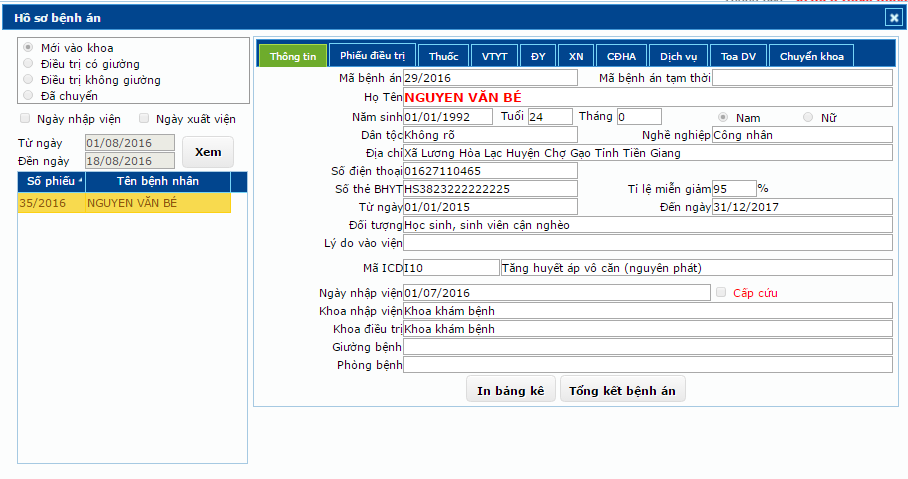 Hồ sơ bệnh án
Mới vào khoa
Điều trị có giường
Điều trị không giường
Đã chuyển
Ngày nhập viện Ngày xuất viện
Từ ngày 01/08/2016
Đến ngày 18/08/2016
Xem
Số phiếu Tên bệnh nhân
35/2016 NGUYEN VĂN BÉ
Thông tin Phiếu điều trị Thuốc VTYT ĐY XN CĐHA Dịch vụ Toa DV Chuyển khoa
Mã bệnh án 29/2016 Mã bệnh án tạm thời
Họ Tên NGUYEN VĂN BÉ
Năm sinh 01/01/1992 Tuổi 24 Tháng 0 Nam Nữ
Dân tộc Không rõ Nghề nghiệp Công nhân
Địa chỉ Xã Lương Hòa Lạc Huyện Chợ Gạo Tỉnh Tiền Giang
Số điện thoại 01627110465
Số thẻ BHYT HS3823222222225 Tỉ lệ miễn giảm 95 %
Từ ngày 01/01/2015 Đến ngày 31/12/2017
Đối tượng Học sinh, sinh viên cận nghèo
Lý do vào viện
Mã ICD I10 Tăng huyết áp vô căn (nguyên phát)
Ngày nhập viện 01/07/2016 Cấp cứu
Khoa nhập viện Khoa khám bệnh
Khoa điều trị Khoa khám bệnh
Giường bệnh
Phòng bệnh
In bảng kê Tổng kết bệnh án